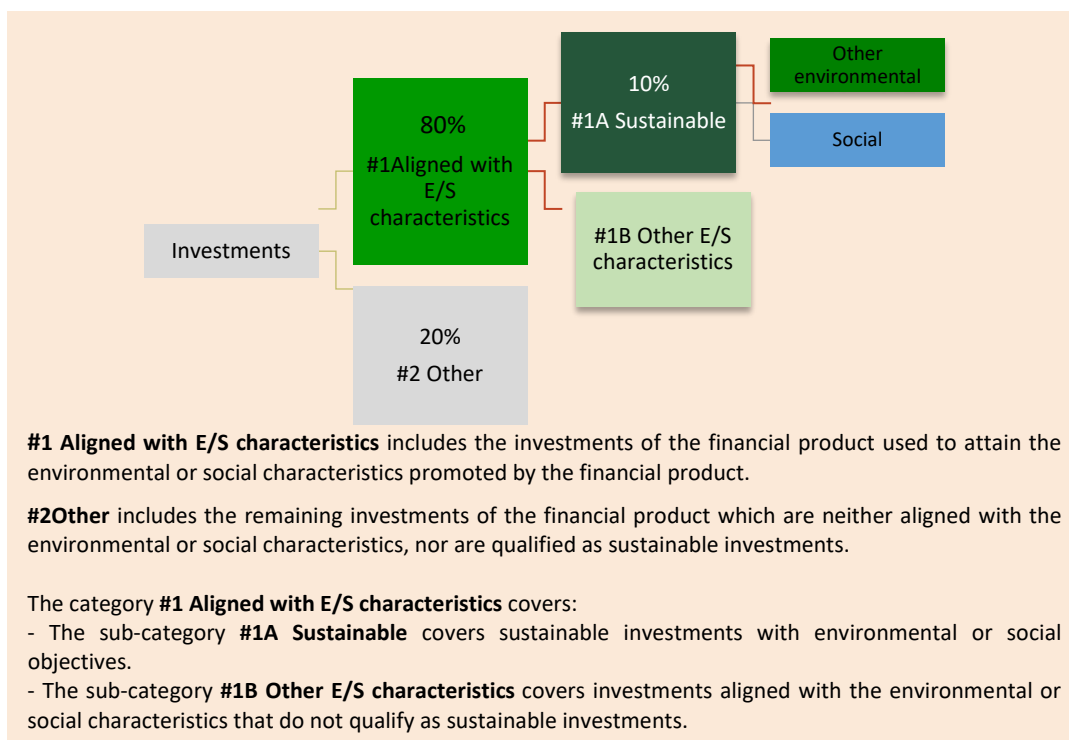 10%
#1A Sustainable
Other
environmental
Social
80%
#1Aligned with
E/S
characteristics
#1B Other E/S
characteristics
Investments
20%
#2 Other
#1 Aligned with E/S characteristics includes the investments of the financial product used to attain the
environmental or social characteristics promoted by the financial product.
#2Other includes the remaining investments of the financial product which are neither aligned with the
environmental or social characteristics, nor are qualified as sustainable investments.
The category #1 Aligned with E/S characteristics covers:
- The sub-category #1A Sustainable covers sustainable investments with environmental or social
objectives.
- The sub-category #1B Other E/S characteristics covers investments aligned with the environmental or
social characteristics that do not qualify as sustainable investments.